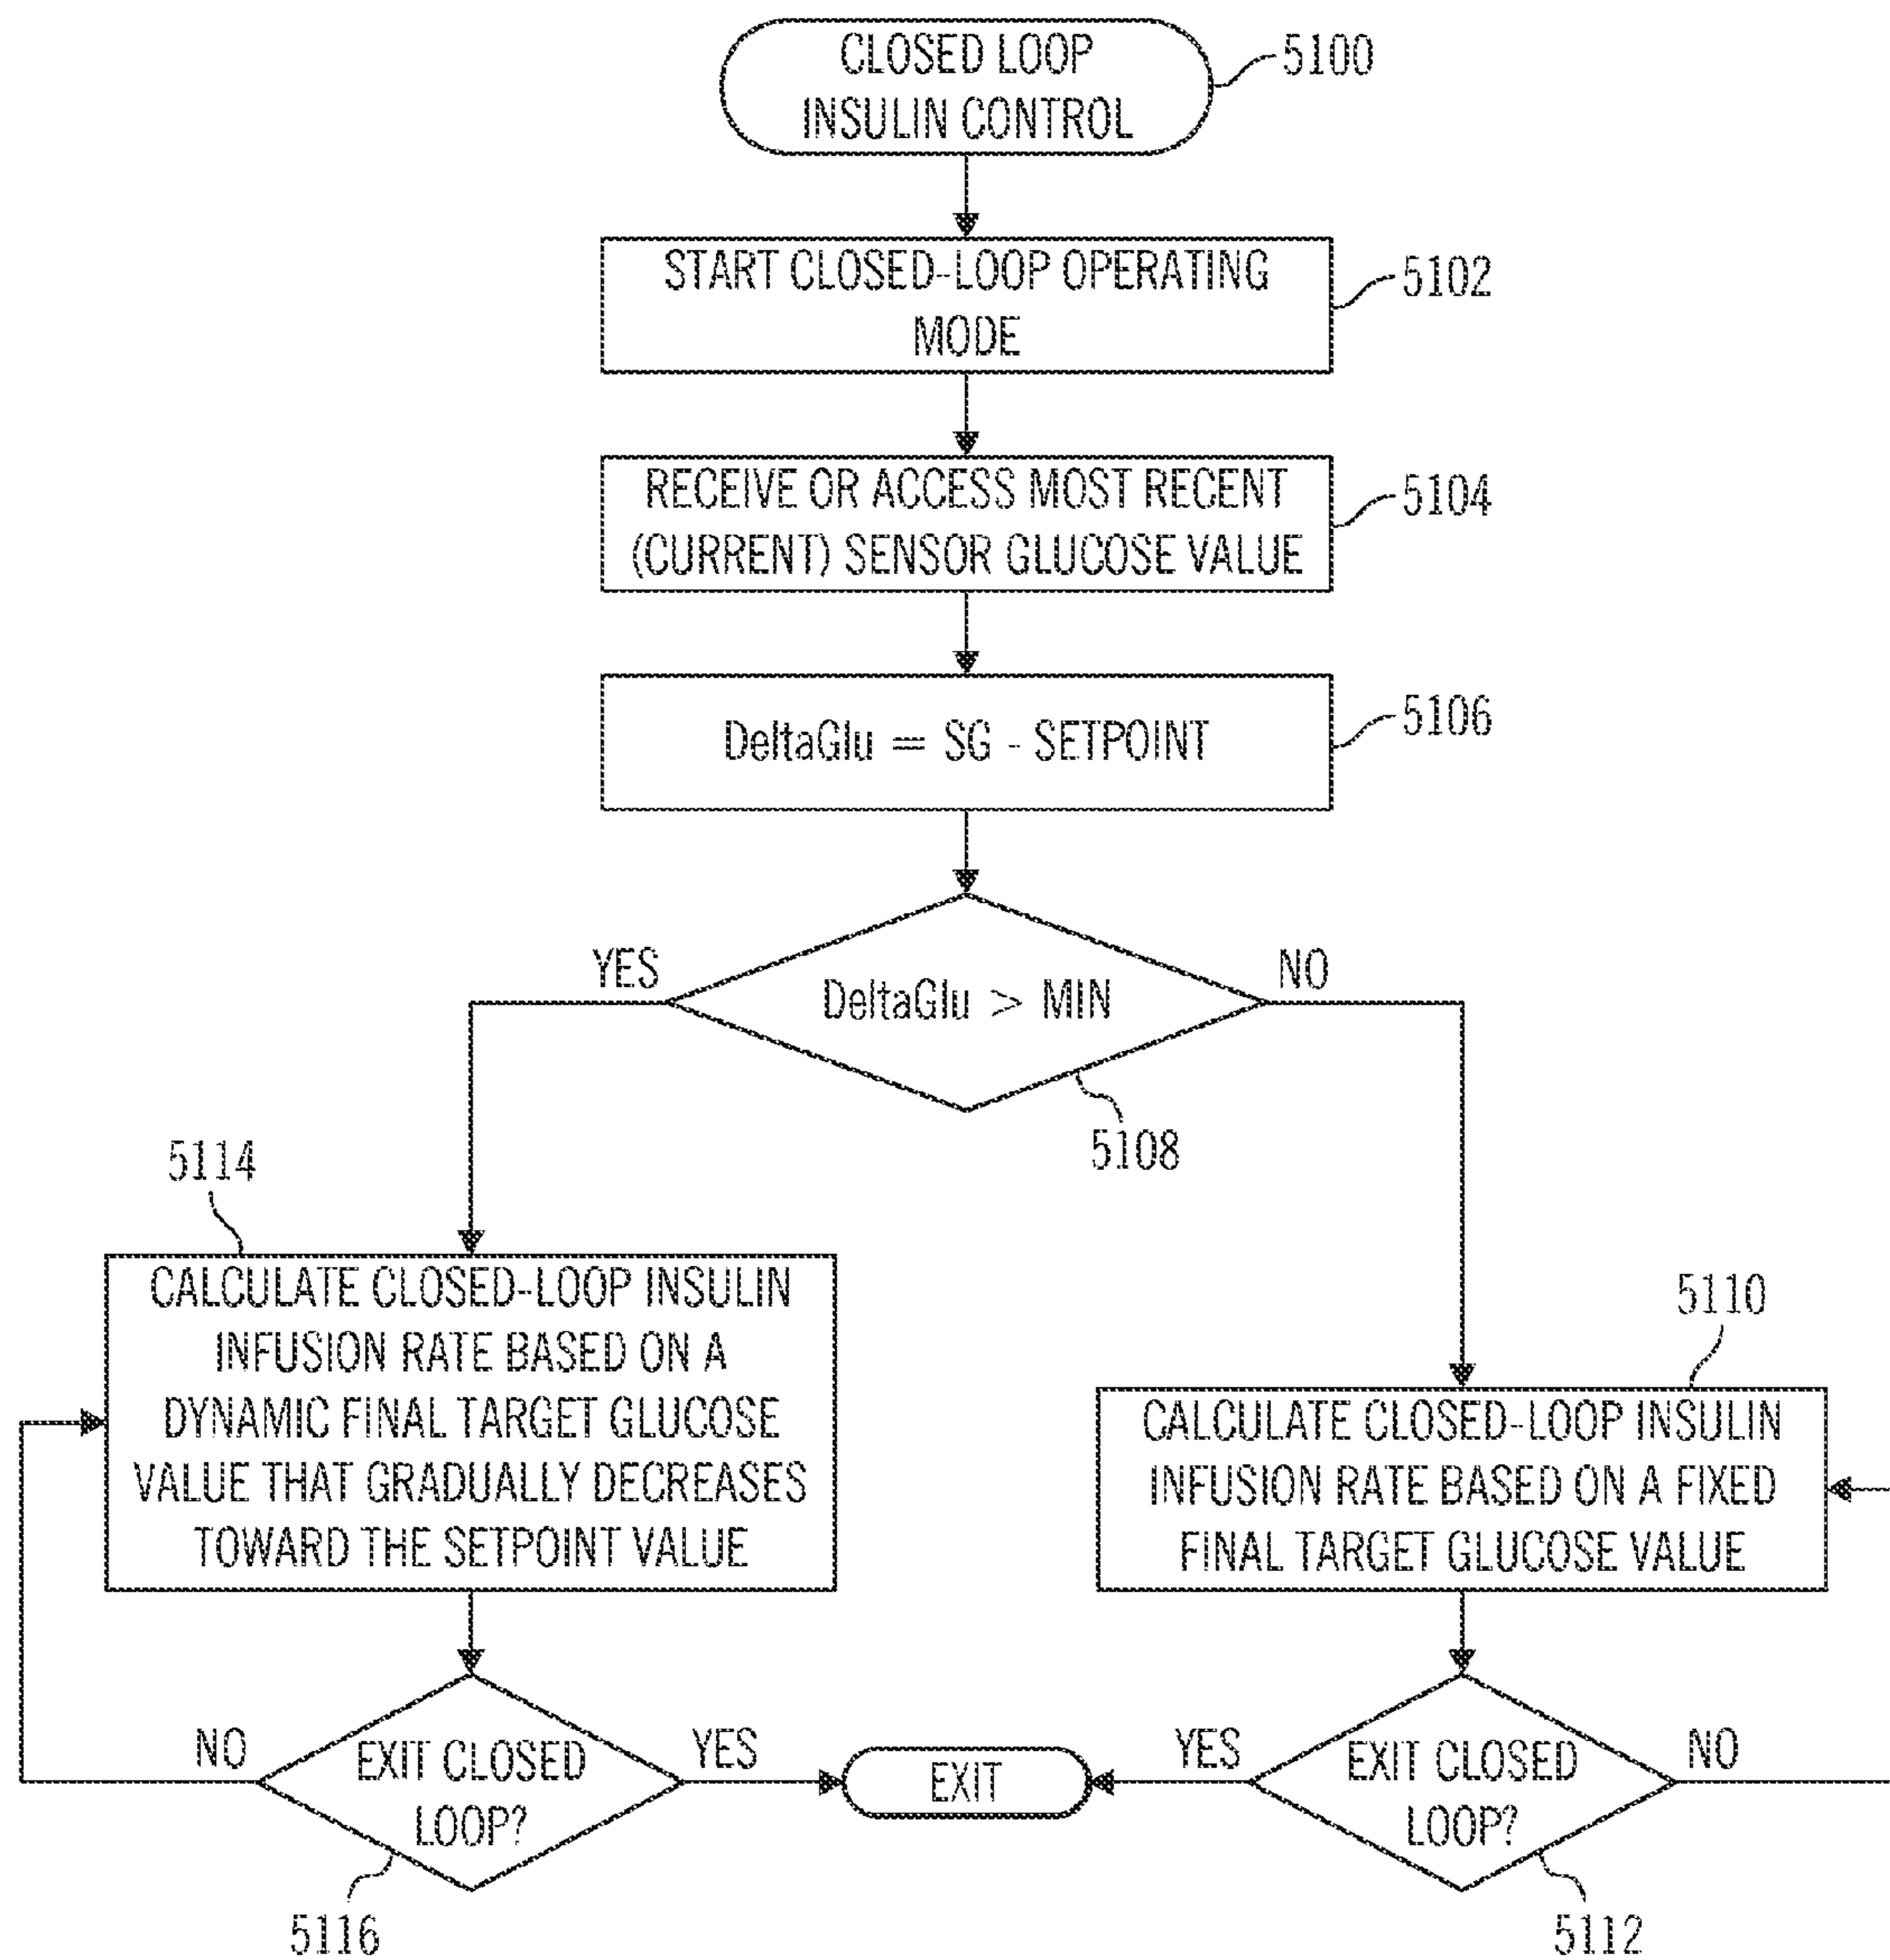 CLOSED LOOP
INSULIN CONTROL
5100
START CLOSED-LOOP OPERATING
MODE
5102
RECEIVE OR ACCESS MOST RECENT
(CURRENT) SENSOR GLUCOSE VALUE
5104
DeltaGlu = SG - SETPOINT
5106
YES
DeltaGlu > MIN
NO
5108
5114
CALCULATE CLOSED-LOOP INSULIN
INFUSION RATE BASED ON A
DYNAMIC FINAL TARGET GLUCOSE
VALUE THAT GRADUALLY DECREASES
TOWARD THE SETPOINT VALUE
5110
CALCULATE CLOSED-LOOP INSULIN
INFUSION RATE BASED ON A FIXED
FINAL TARGET GLUCOSE VALUE
NO
EXIT CLOSED
LOOP?
YES
5116
EXIT
YES
EXIT CLOSED
LOOP?
NO
5112